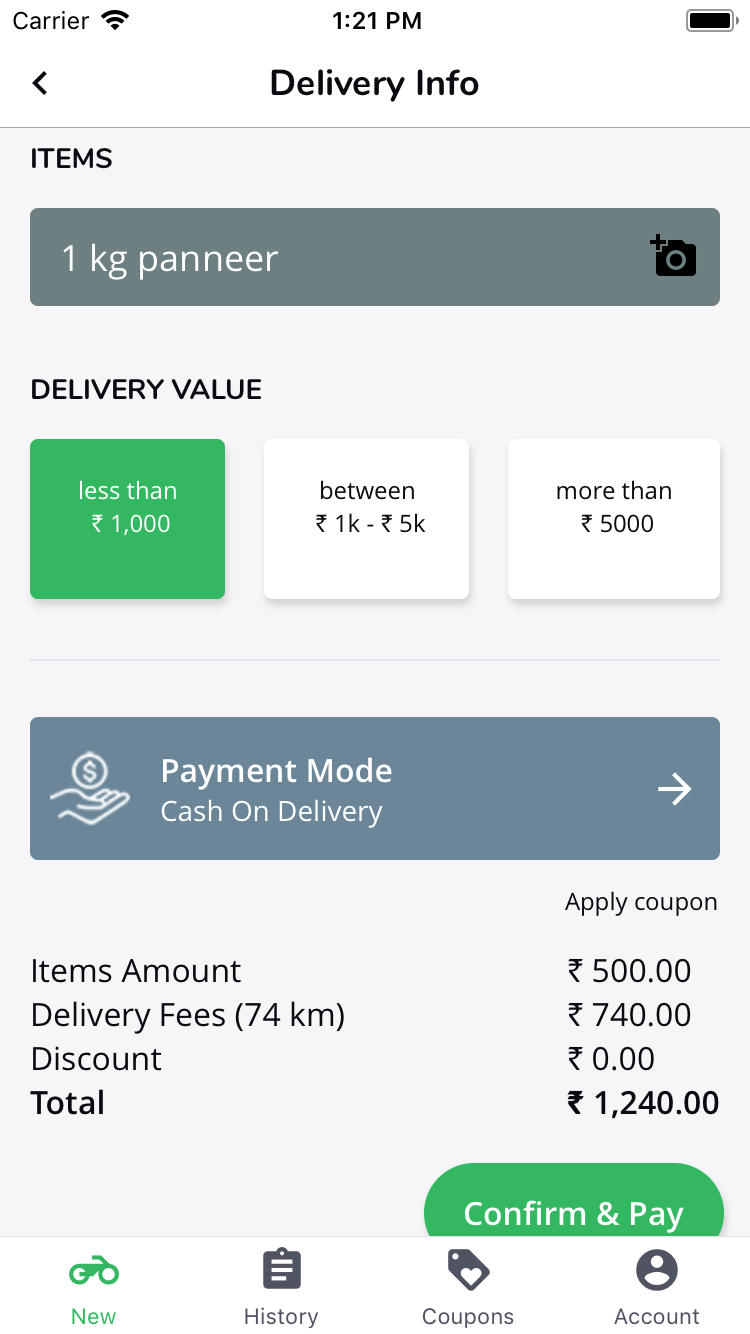 Carrier 1:21 PM
Delivery Info
ITEMS
1 kg panneer
DELIVERY VALUE
less than
₹ 1,000
between
₹ 1k - ₹ 5k
more than
₹ 5000
$
Payment Mode
Cash On Delivery
Apply coupon
Items Amount ₹ 500.00
Delivery Fees (74 km) ₹ 740.00
Discount ₹ 0.00
Total ₹ 1,240.00
Confirm & Pay
New History Coupons Account